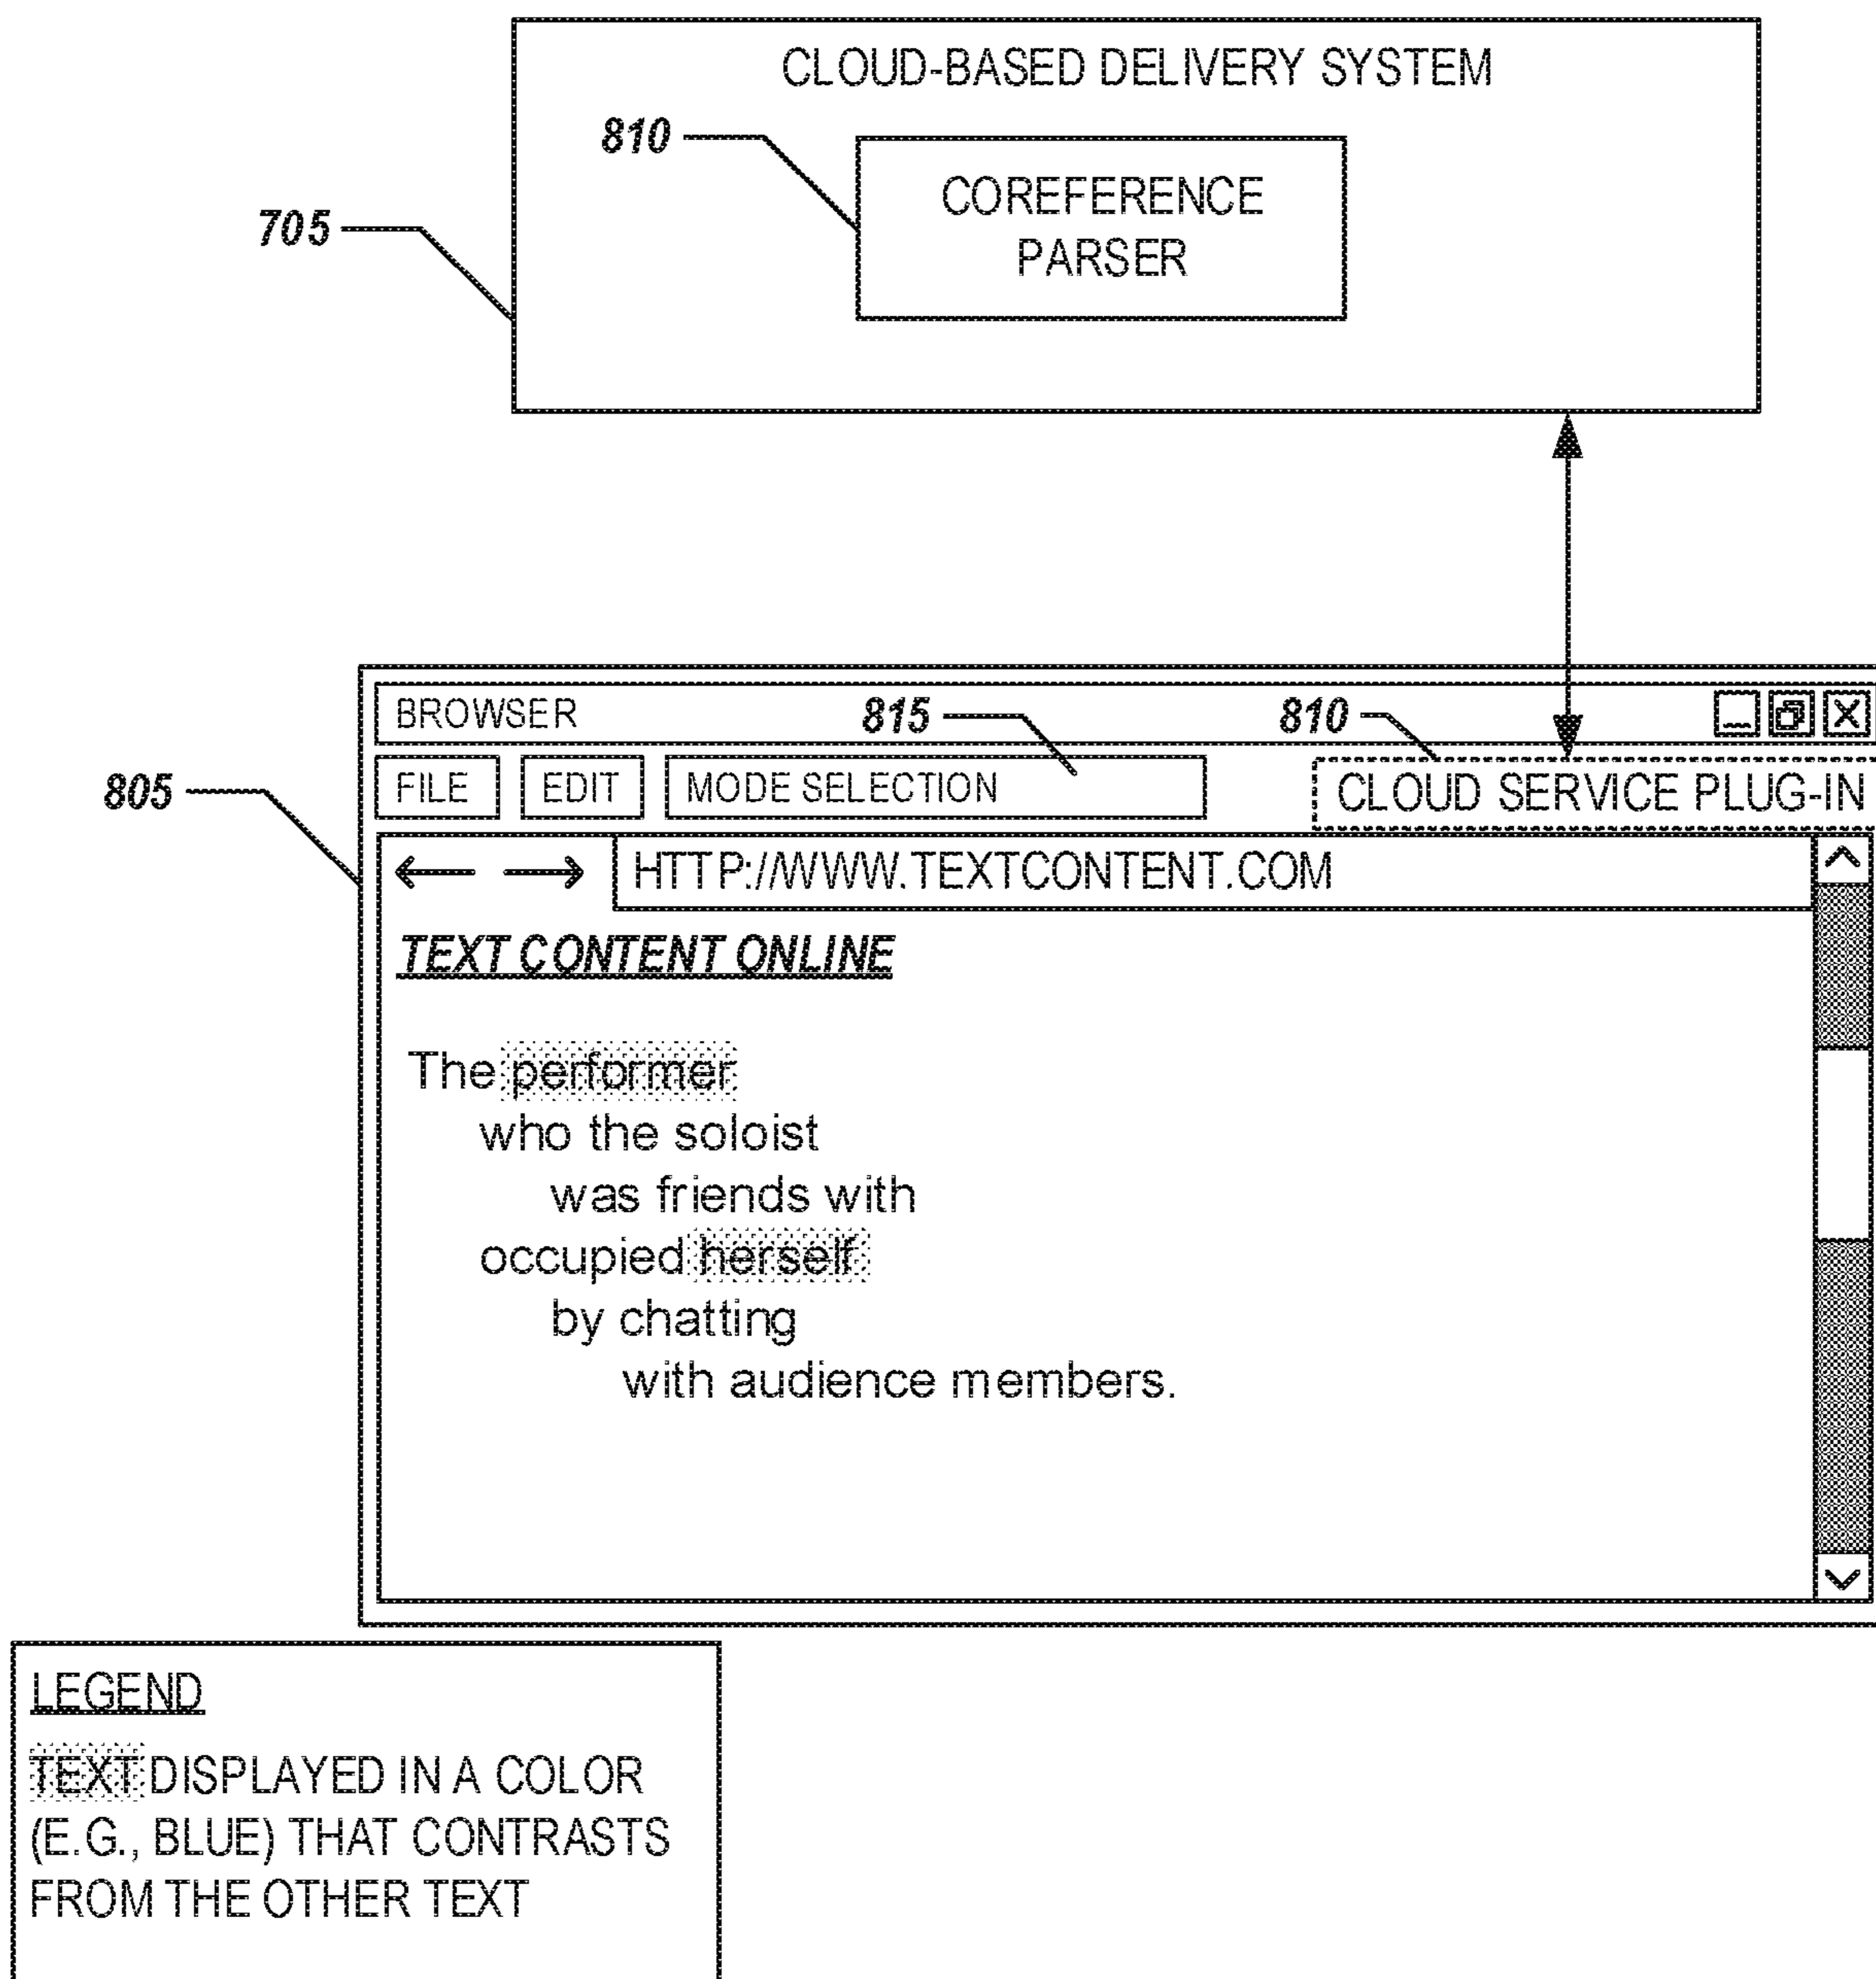 CLOUD-BASED DELIVERY SYSTEM
810
COREFERENCE
PARSER
705
BROWSER
815
810
FILE
EDIT
MODE SELECTION
CLOUD SERVICE PLUG-IN
805
HTTP://WWW.TEXTCONTENT.COM
TEXT CONTENT ONLINE
The performer
who the soloist
was friends with
occupied herself
by chatting
with audience members.
LEGEND
TEXT DISPLAYED IN A COLOR
(E.G., BLUE) THAT CONTRASTS
FROM THE OTHER TEXT